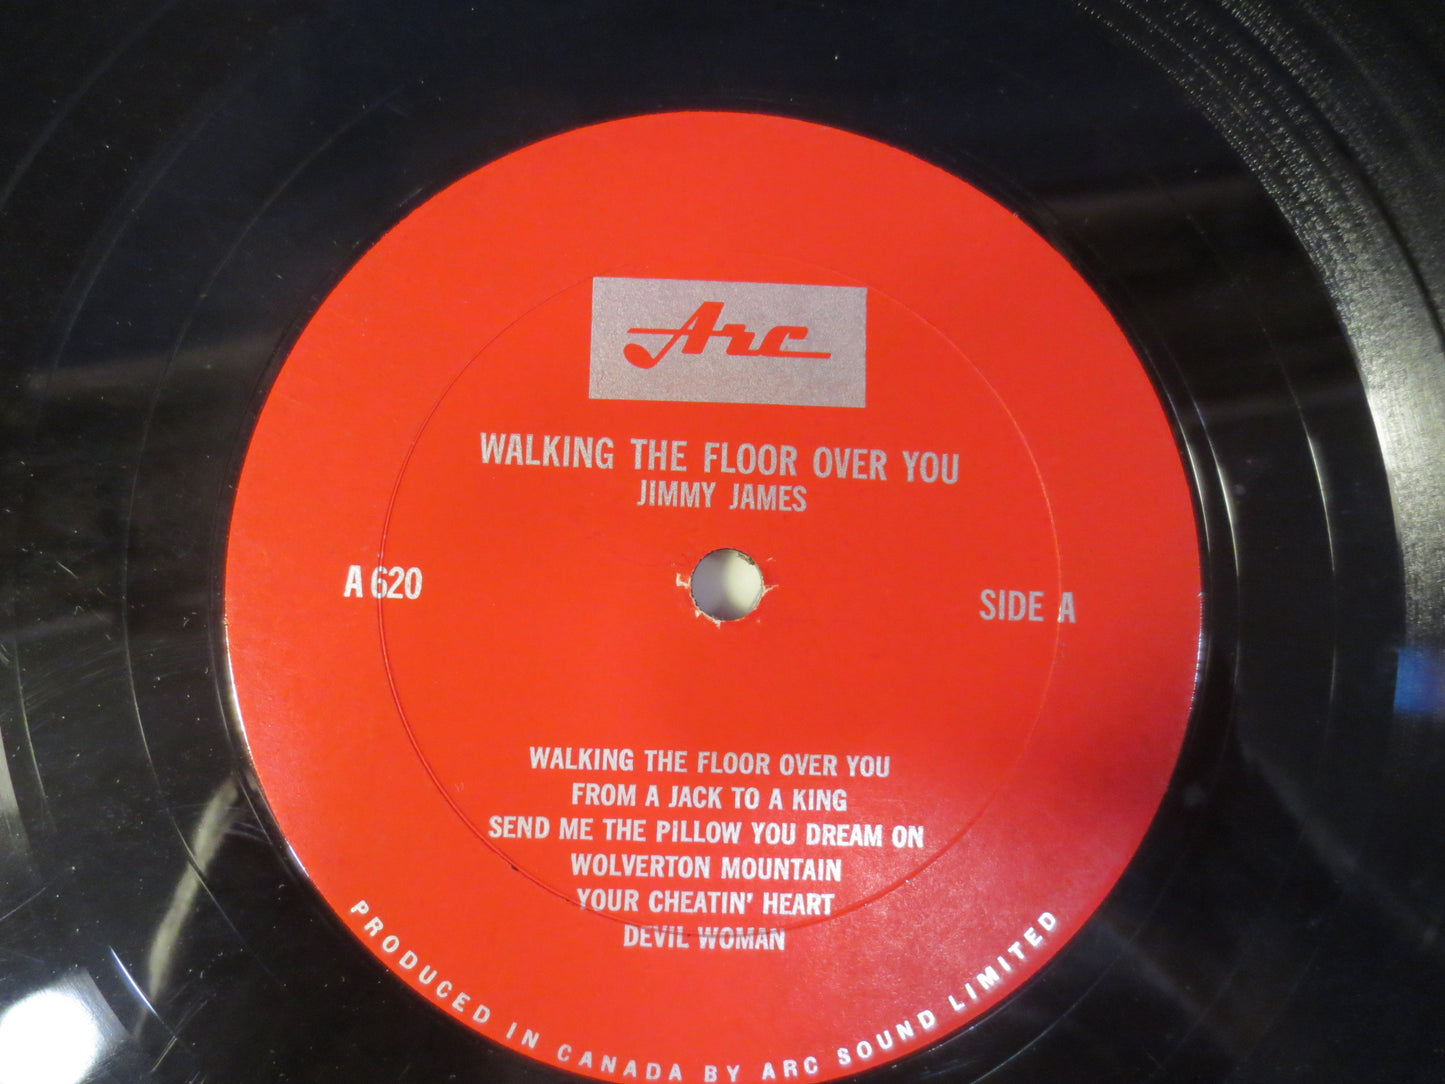 Arc
WALKING THE FLOOR OVER YOU
JIMMY JAMES
A 620
SIDE A
WALKING THE FLOOR OVER YOU
FROM A JACK TO A KING
SEND ME THE PILLOW YOU DREAM ON
WOLVERTON MOUNTAIN
YOUR CHEATIN' HEART
DEVIL WOMAN
PRODUCED IN CANADA BY ARC SOUND LIMITED